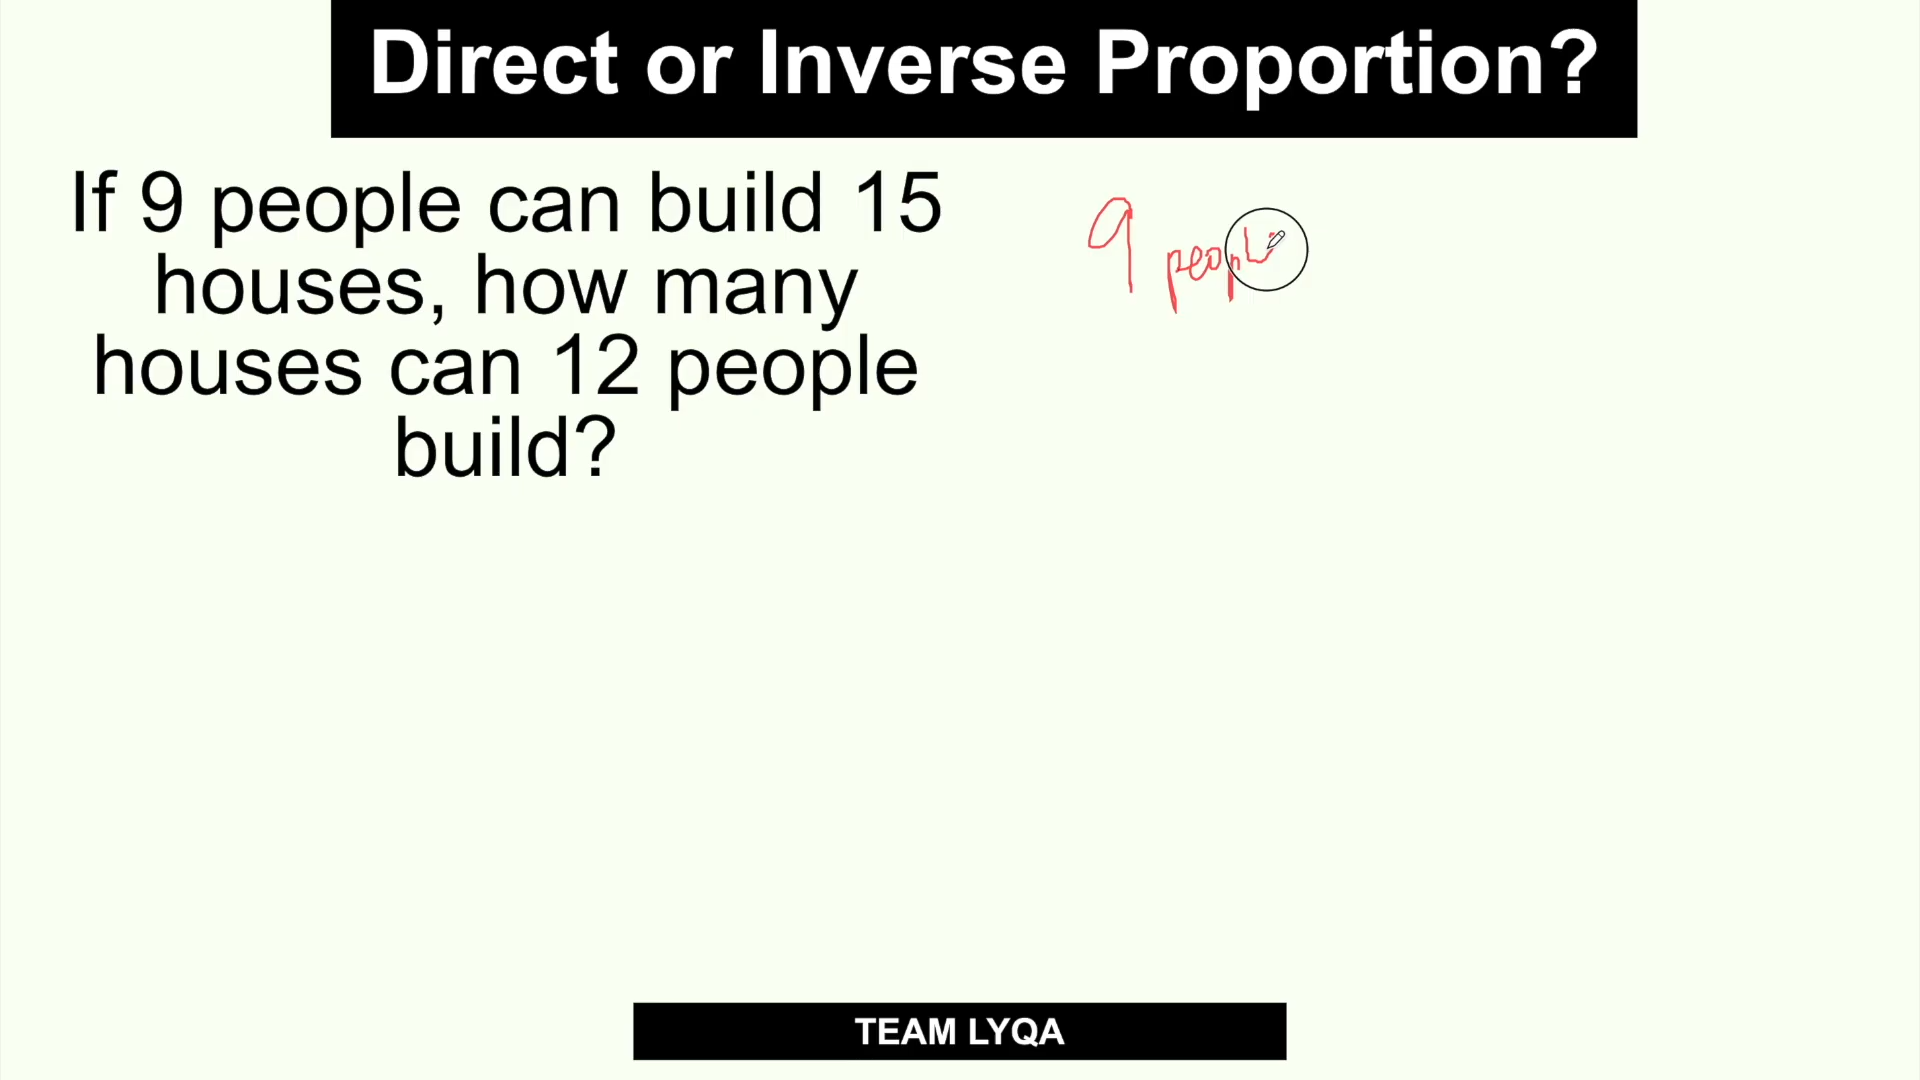 Direct or Inverse Proportion?
If 9 people can build 15
houses, how many
houses can 12 people
build?
9 people
TEAM LYQA